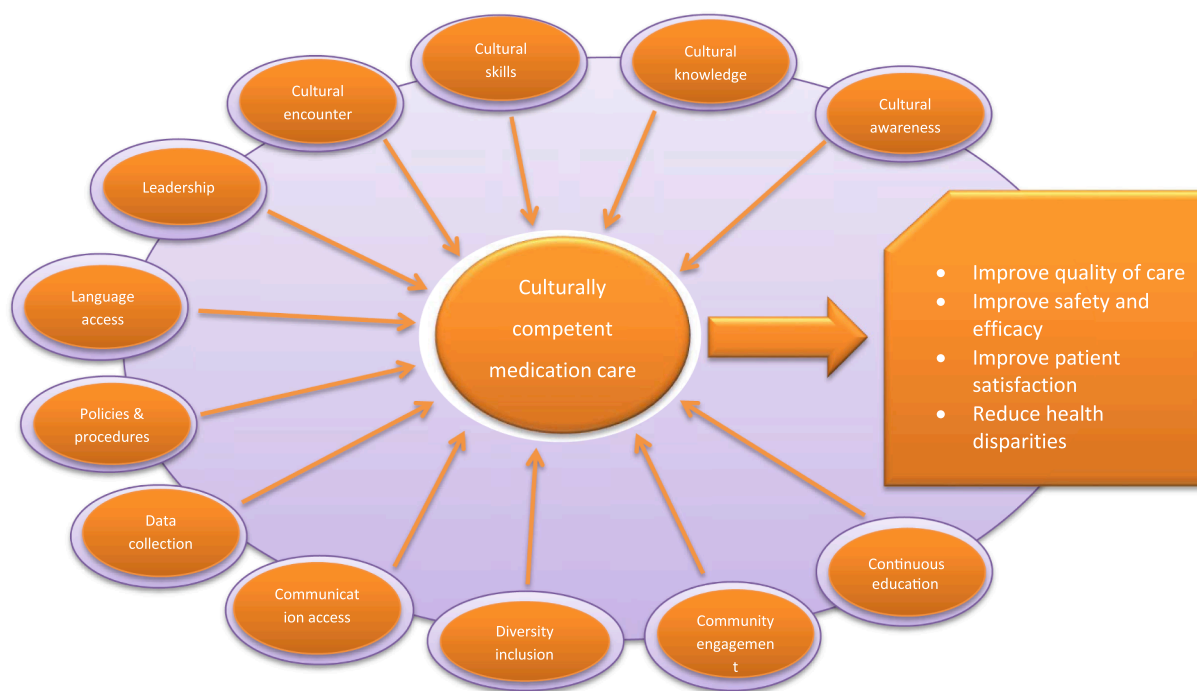 Cultural
skills
Cultural
knowledge
Cultural
encounter
Cultural
awareness
Leadership
Language
access
Policies &
procedures
Data
collection
Communicat
ion access
Diversity
inclusion
Community
engagemen
t
Continuous
education
Culturally
competent
medication care
• Improve quality of care
• Improve safety and
efficacy
• Improve patient
satisfaction
• Reduce health
disparities